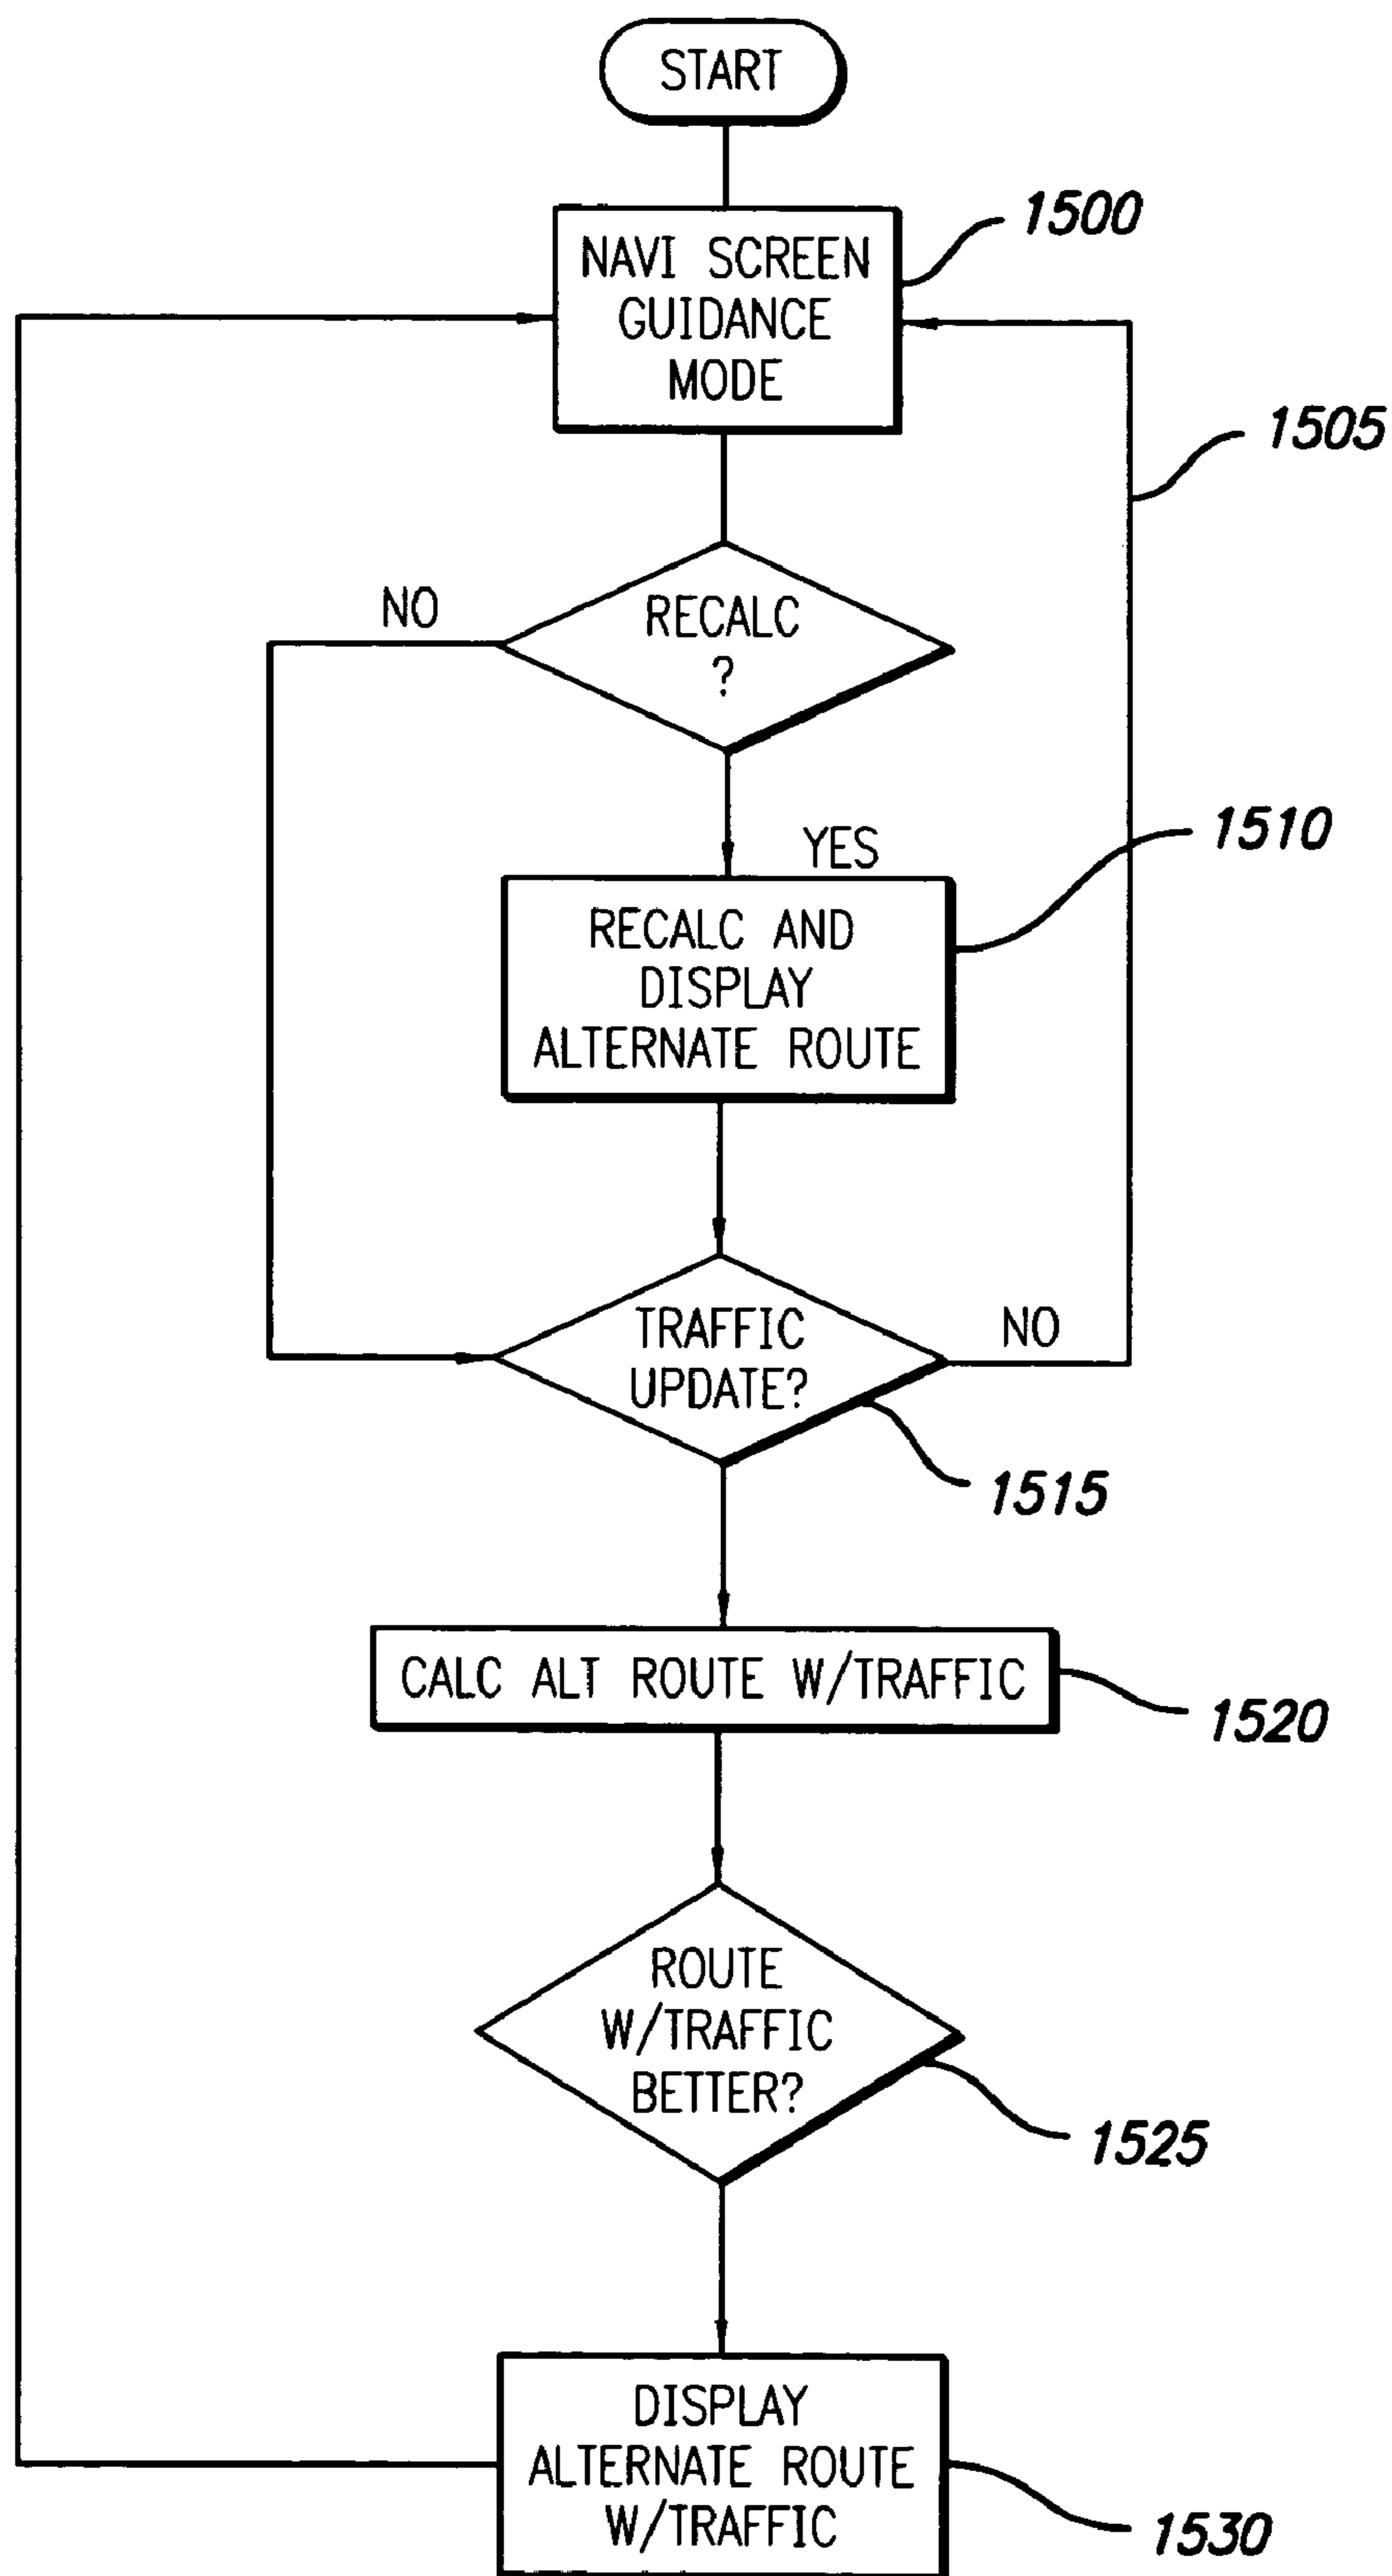 START
NAVI SCREEN
GUIDANCE
MODE
1500
1505
NO
RECALC
?
YES
1510
RECALC AND
DISPLAY
ALTERNATE ROUTE
TRAFFIC
UPDATE?
NO
1515
CALC ALT ROUTE W/TRAFFIC
1520
ROUTE
W/TRAFFIC
BETTER?
1525
DISPLAY
ALTERNATE ROUTE
W/TRAFFIC
1530